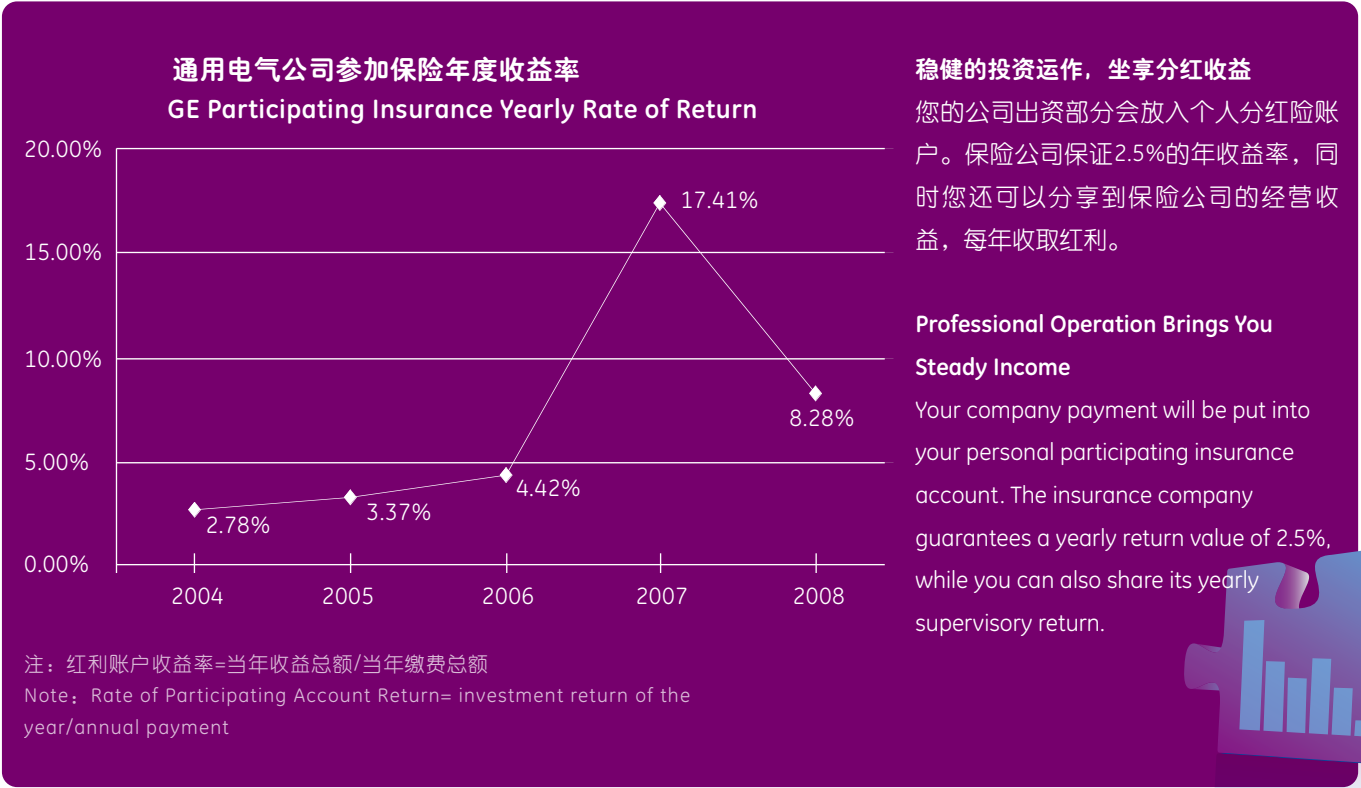 通用电气公司参加保险年度收益率
GE Participating Insurance Yearly Rate of Return
20.00%
15.00%
10.00%
5.00%
0.00%
17.41%
8.28%
4.42%
3.37%
2.78%
2004
2005
2006
2007
2008
注：红利账户收益率=当年收益总额/当年缴费总额
Note：Rate of Participating Account Return= investment return of the
year/annual payment
稳健的投资运作，坐享分红收益
您的公司出资部分会放入个人分红险账
户。保险公司保证2.5%的年收益率，同
时您还可以分享到保险公司的经营收
益，每年收取红利。
Professional Operation Brings You
Steady Income
Your company payment will be put into
your personal participating insurance
account. The insurance company
guarantees a yearly return value of 2.5%,
while you can also share its yearly
supervisory return.